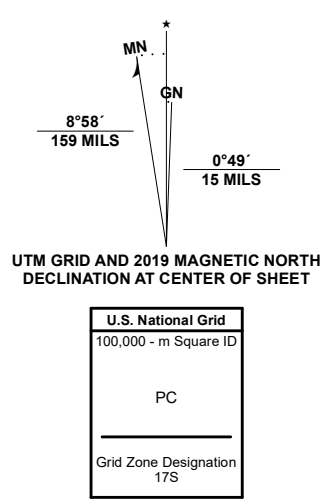 ★
MN
GN
8°58´
159 MILS
0°49´
15 MILS
UTM GRID AND 2019 MAGNETIC NORTH
DECLINATION AT CENTER OF SHEET
U.S. National Grid
100,000 - m Square ID
PC
Grid Zone Designation
17S